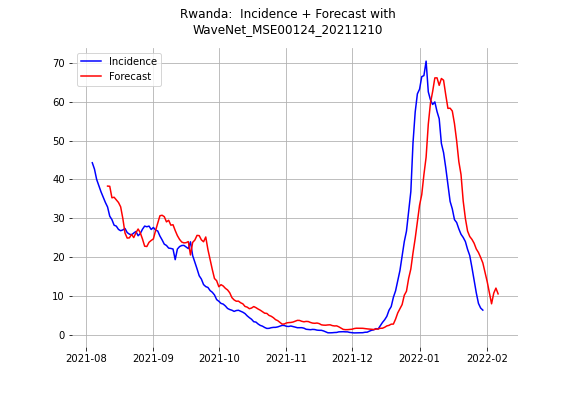 Rwanda:  Incidence + Forecast with
WaveNet_MSE00124_20211210
Incidence
Forecast
70
60
50
40
30
20
10
0
2021-08 2021-09 2021-10 2021-11 2021-12 2022-01 2022-02